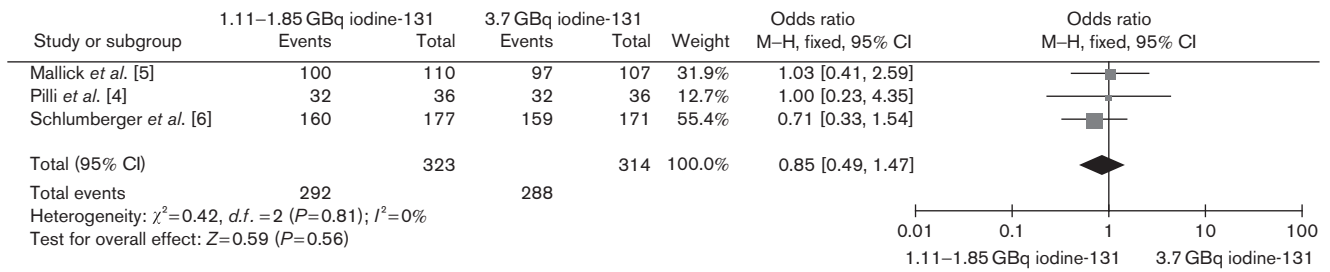 1.11–1.85 GBq iodine-131 3.7 GBq iodine-131 Odds ratio Odds ratio
Study or subgroup Events Total Events Total Weight M–H, fixed, 95% CI M–H, fixed, 95% CI
Mallick et al. [5] 100 110 97 107 31.9% 1.03 [0.41, 2.59]
Pilli et al. [4] 32 36 32 36 12.7% 1.00 [0.23, 4.35]
Schlumberger et al. [6] 160 177 159 171 55.4% 0.71 [0.33, 1.54]
Total (95% CI) 323 314 100.0% 0.85 [0.49, 1.47]
Total events 292 288
Heterogeneity: χ²=0.42, d.f. =2 (P=0.81); I²=0%
Test for overall effect: Z=0.59 (P=0.56)
0.01 0.1 1 10 100
1.11–1.85 GBq iodine-131 3.7 GBq iodine-131